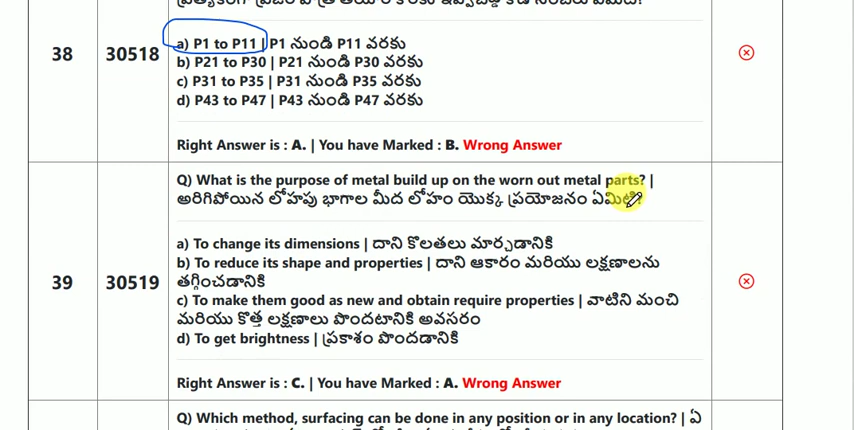 38
30518
a) P1 to P11 | P1 నుండి P11 వరకు
b) P21 to P30 | P21 నుండి P30 వరకు
c) P31 to P35 | P31 నుండి P35 వరకు
d) P43 to P47 | P43 నుండి P47 వరకు
Right Answer is : A. | You have Marked : B. Wrong Answer
39
30519
Q) What is the purpose of metal build up on the worn out metal parts? |
అరిగిపోయిన లోహపు భాగాల మీద లోహం యొక్క ప్రయోజనం ఏమిటి?
a) To change its dimensions | దాని కొలతలు మార్చడానికి
b) To reduce its shape and properties | దాని ఆకారం మరియు లక్షణాలను
తగ్గించడానికి
c) To make them good as new and obtain require properties | వాటిని మంచి
మరియు కొత్త లక్షణాలు పొందటానికి అవసరం
d) To get brightness | ప్రకాశం పొందడానికి
Right Answer is : C. | You have Marked : A. Wrong Answer
Q) Which method, surfacing can be done in any position or in any location? | ఏ